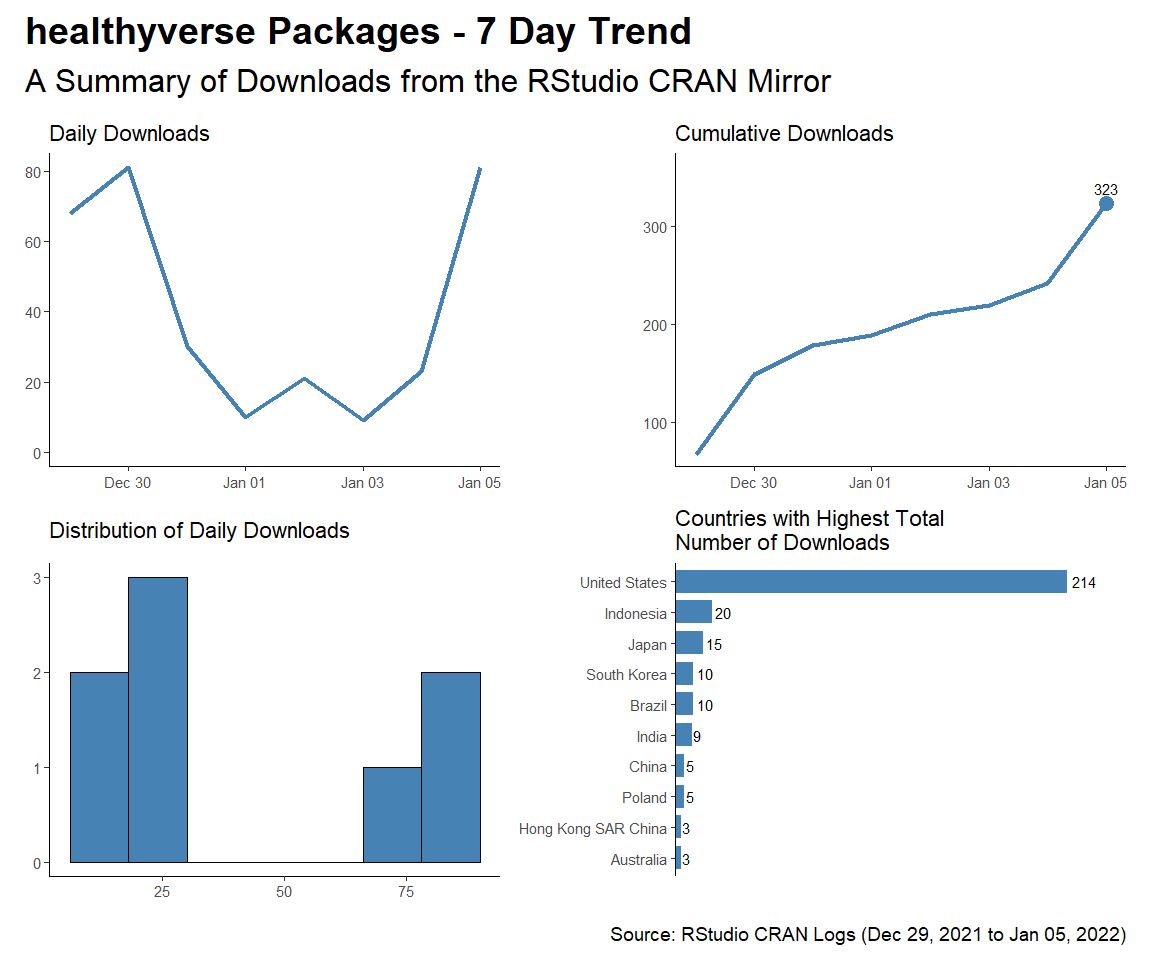 healthyverse Packages - 7 Day Trend
A Summary of Downloads from the RStudio CRAN Mirror
Daily Downloads
80
60
40
20
0
Dec 30
Jan 01
Jan 03
Jan 05
Cumulative Downloads
323
300
200
100
Dec 30
Jan 01
Jan 03
Jan 05
Distribution of Daily Downloads
3
2
1
0
25
50
75
Countries with Highest Total
Number of Downloads
United States 214
Indonesia 20
Japan 15
South Korea 10
Brazil 10
India 9
China 5
Poland 5
Hong Kong SAR China 3
Australia 3
Source: RStudio CRAN Logs (Dec 29, 2021 to Jan 05, 2022)